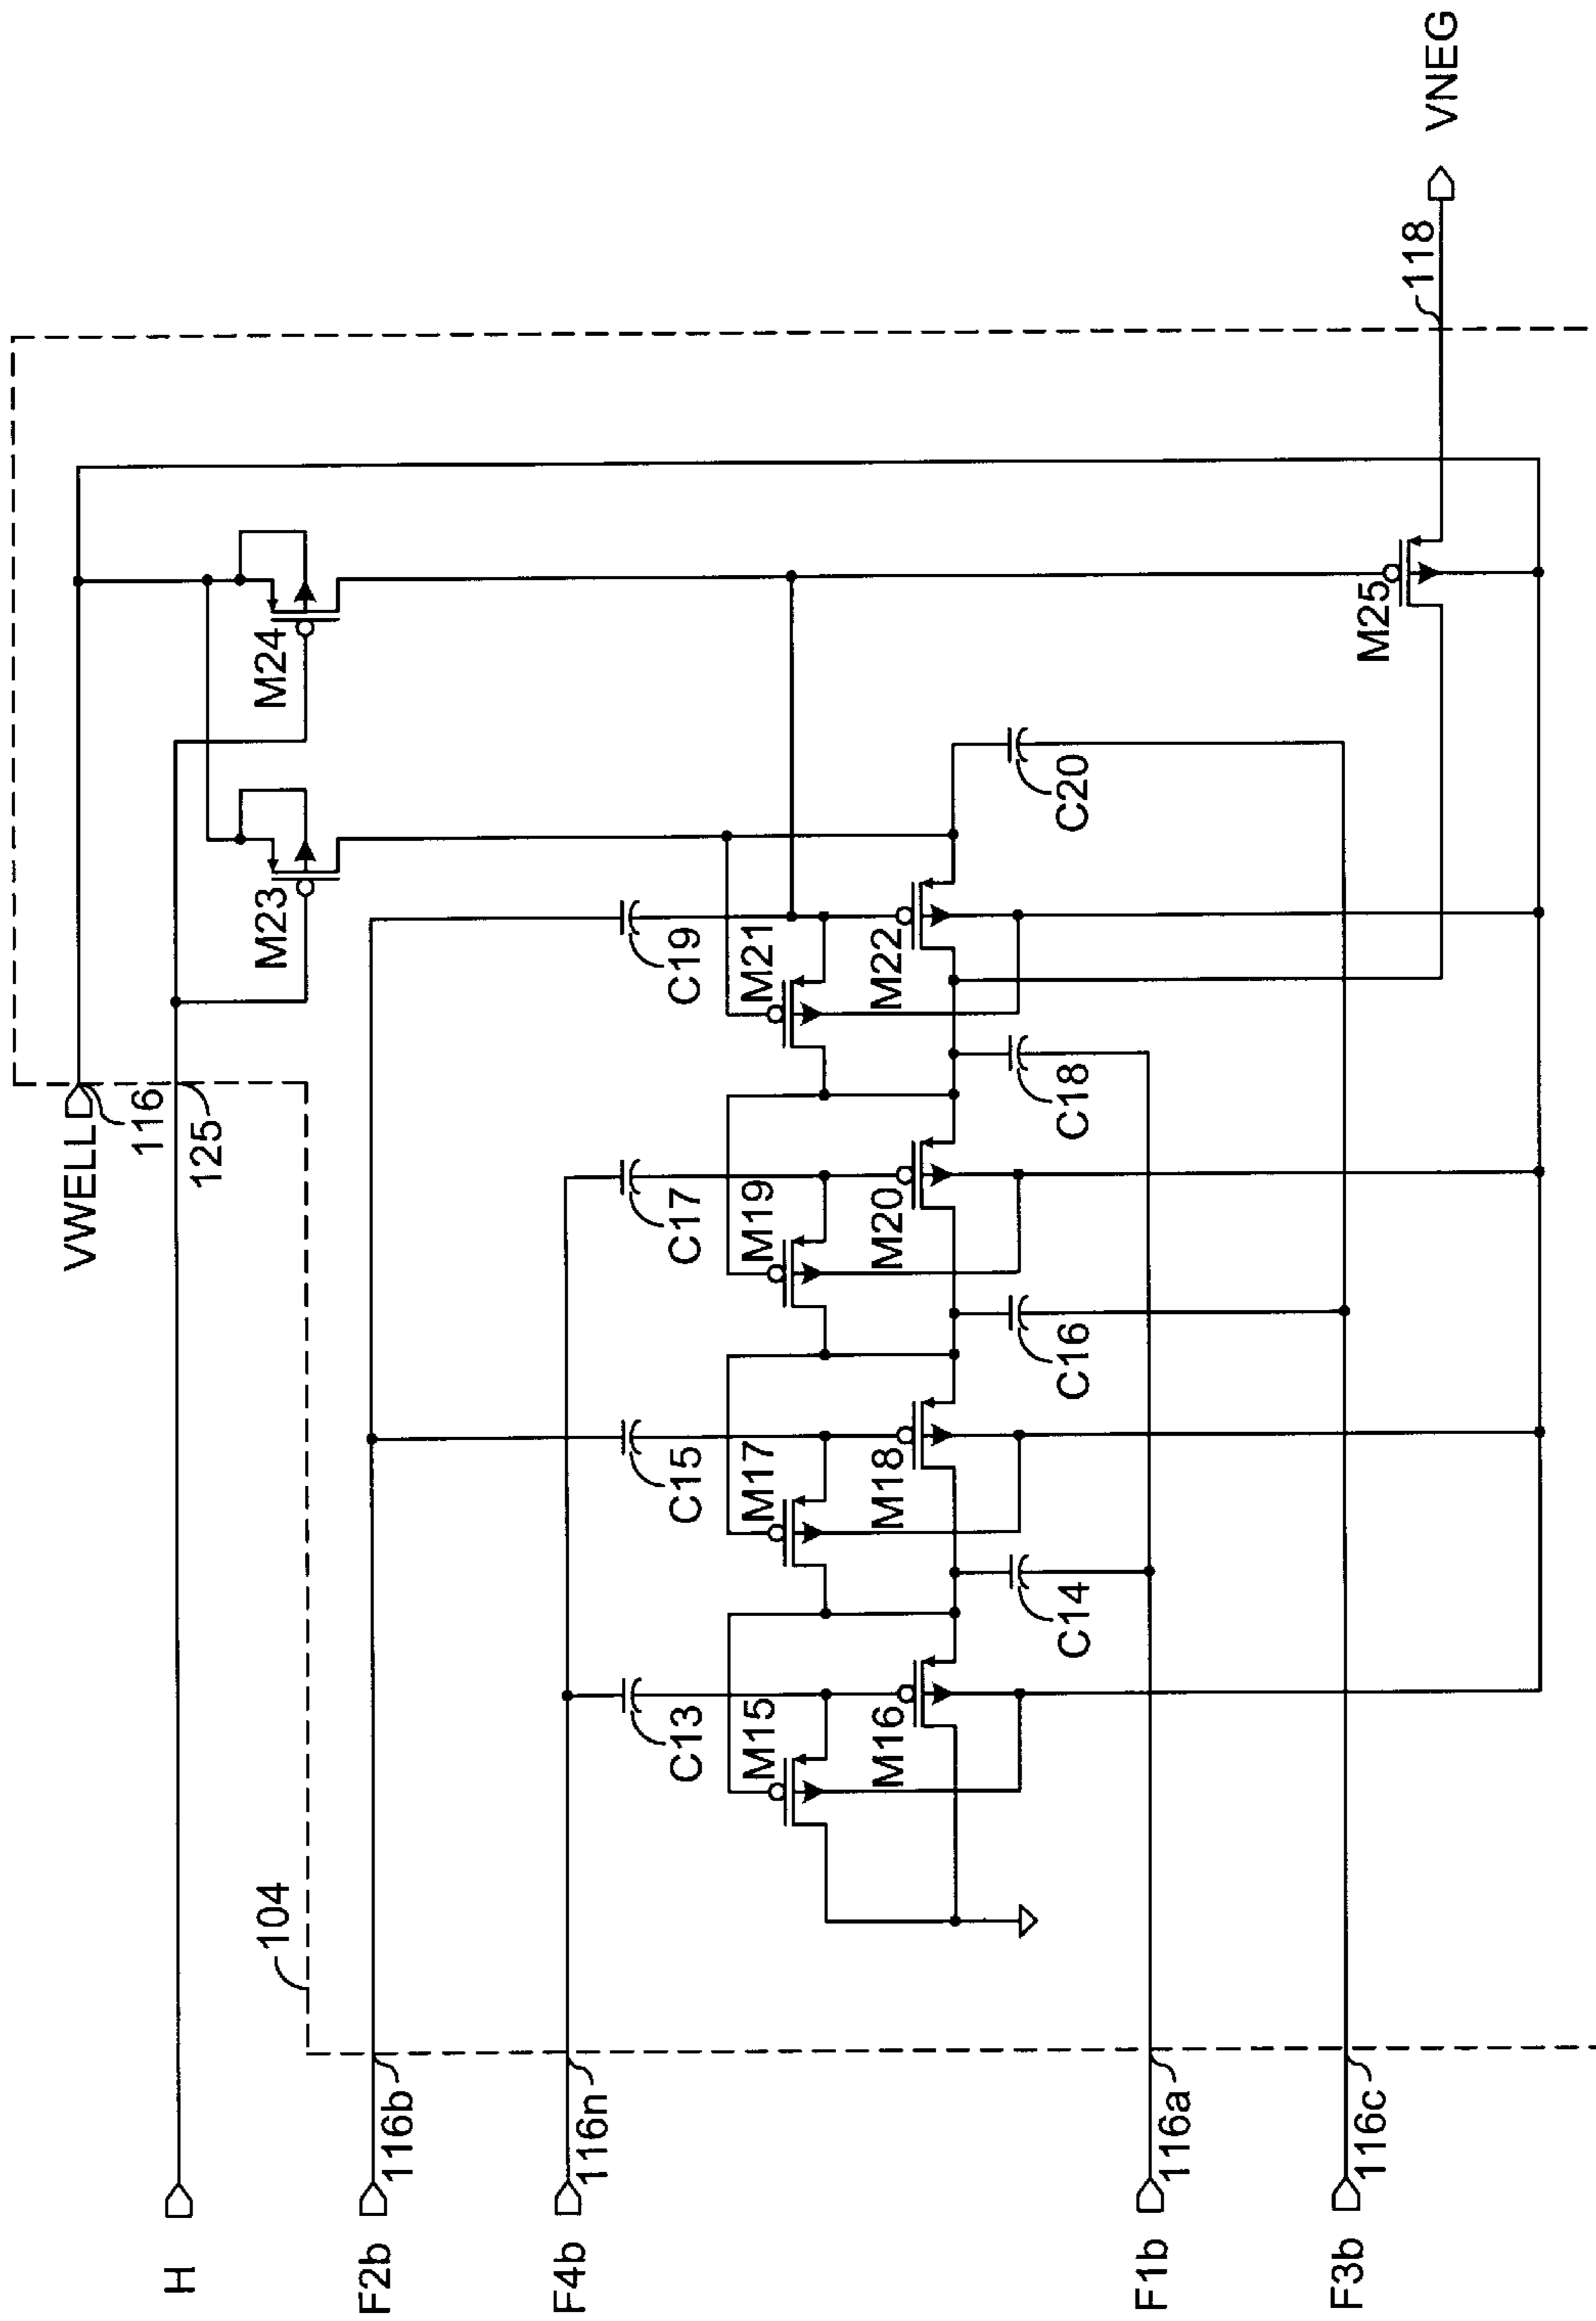 VWELL
116
125
H
104
F2b
116b
F4b
116n
F1b
116a
F3b
116c
M23
M24
C13
C15
C17
C19
M15
M17
M19
M21
M16
M18
M20
M22
C14
C16
C18
C20
M25
118
VNEG